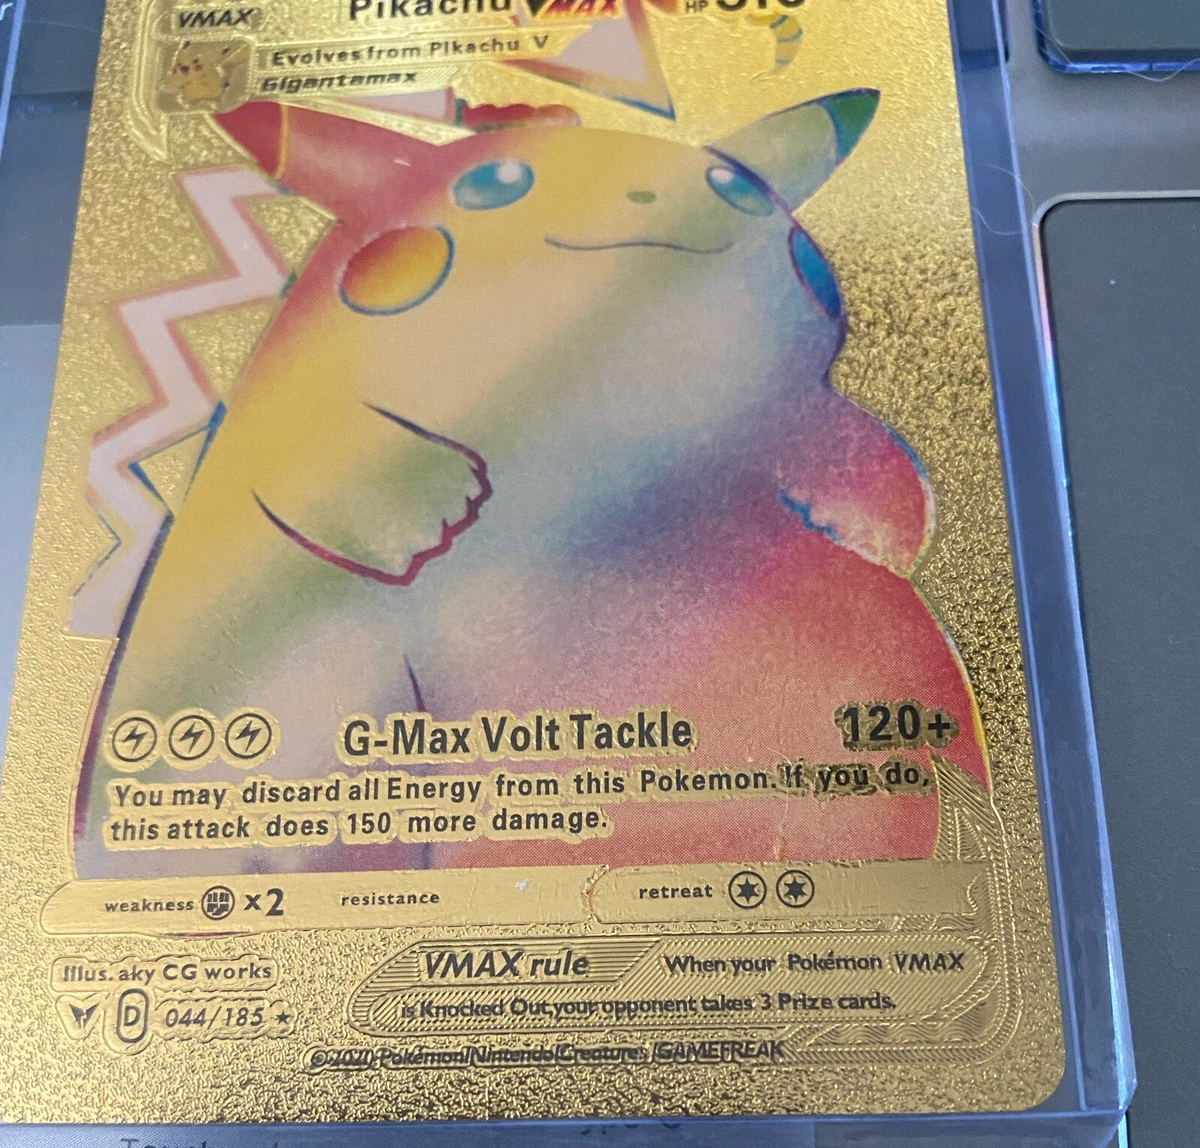 VMAX Pikachu VMAX HP 310
Evolves from Pikachu V
Gigantamax
G-Max Volt Tackle 120+
You may discard all Energy from this Pokemon. If you do,
this attack does 150 more damage.
weakness x2 resistance retreat
Illus. aky CG works
VMAX rule When your Pokémon VMAX
D 044/185
is Knocked Out, your opponent takes 3 Prize cards.
©2020 Pokémon/Nintendo/Creatures/GAMEFREAK